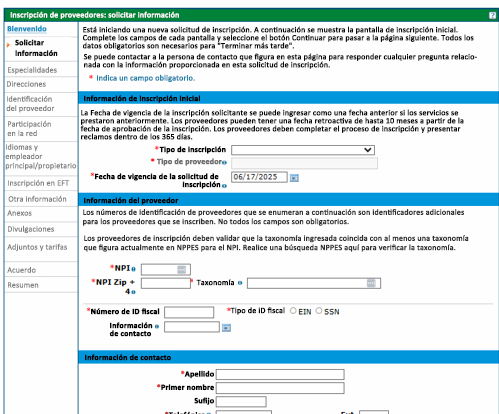 Inscripción de proveedores: solicitar información
?
Bienvenido
Solicitar
Información
Especialidades
Direcciones
Identificación
del proveedor
Participación
en la red
Idiomas y
empleador
principal/propietario
Inscripción en EFT
Otra información
Anexos
Divulgaciones
Adjuntos y tarifas
Acuerdo
Resumen
Está iniciando una nueva solicitud de inscripción. A continuación se muestra la pantalla de inscripción inicial.
Complete los campos de cada pantalla y seleccione el botón Continuar para pasar a la página siguiente. Todos los
datos obligatorios son necesarios para "Terminar más tarde".
Se puede contactar a la persona de contacto que figura en esta página para responder cualquier pregunta relacio-
nada con la información proporcionada en esta solicitud de inscripción.
* Indica un campo obligatorio.
Información de inscripción inicial
La Fecha de vigencia de la inscripción solicitante se puede ingresar como una fecha anterior si los servicios se
prestaron anteriormente. Los proveedores pueden tener una fecha retroactiva de hasta 10 meses a partir de la
fecha de aprobación de la inscripción. Los proveedores deben completar el proceso de inscripción y presentar
reclamos dentro de los 365 días.
*Tipo de inscripción
* Tipo de proveedor
*Fecha de vigencia de la solicitud de
inscripción
06/17/2025
Información del proveedor
Los números de identificación de proveedores que se enumeran a continuación son identificadores adicionales
para los proveedores que se inscriben. No todos los campos son obligatorios.
Los proveedores de inscripción deben validar que la taxonomía ingresada coincida con al menos una taxonomía
que figura actualmente en NPPES para el NPI. Realice una búsqueda NPPES aquí para verificar la taxonomía.
*NPI
*NPI Zip +
4
* Taxonomía
*Número de ID fiscal
*Tipo de ID fiscal EIN SSN
Información
de contacto
Información de contacto
*Apellido
*Primer nombre
Sufijo